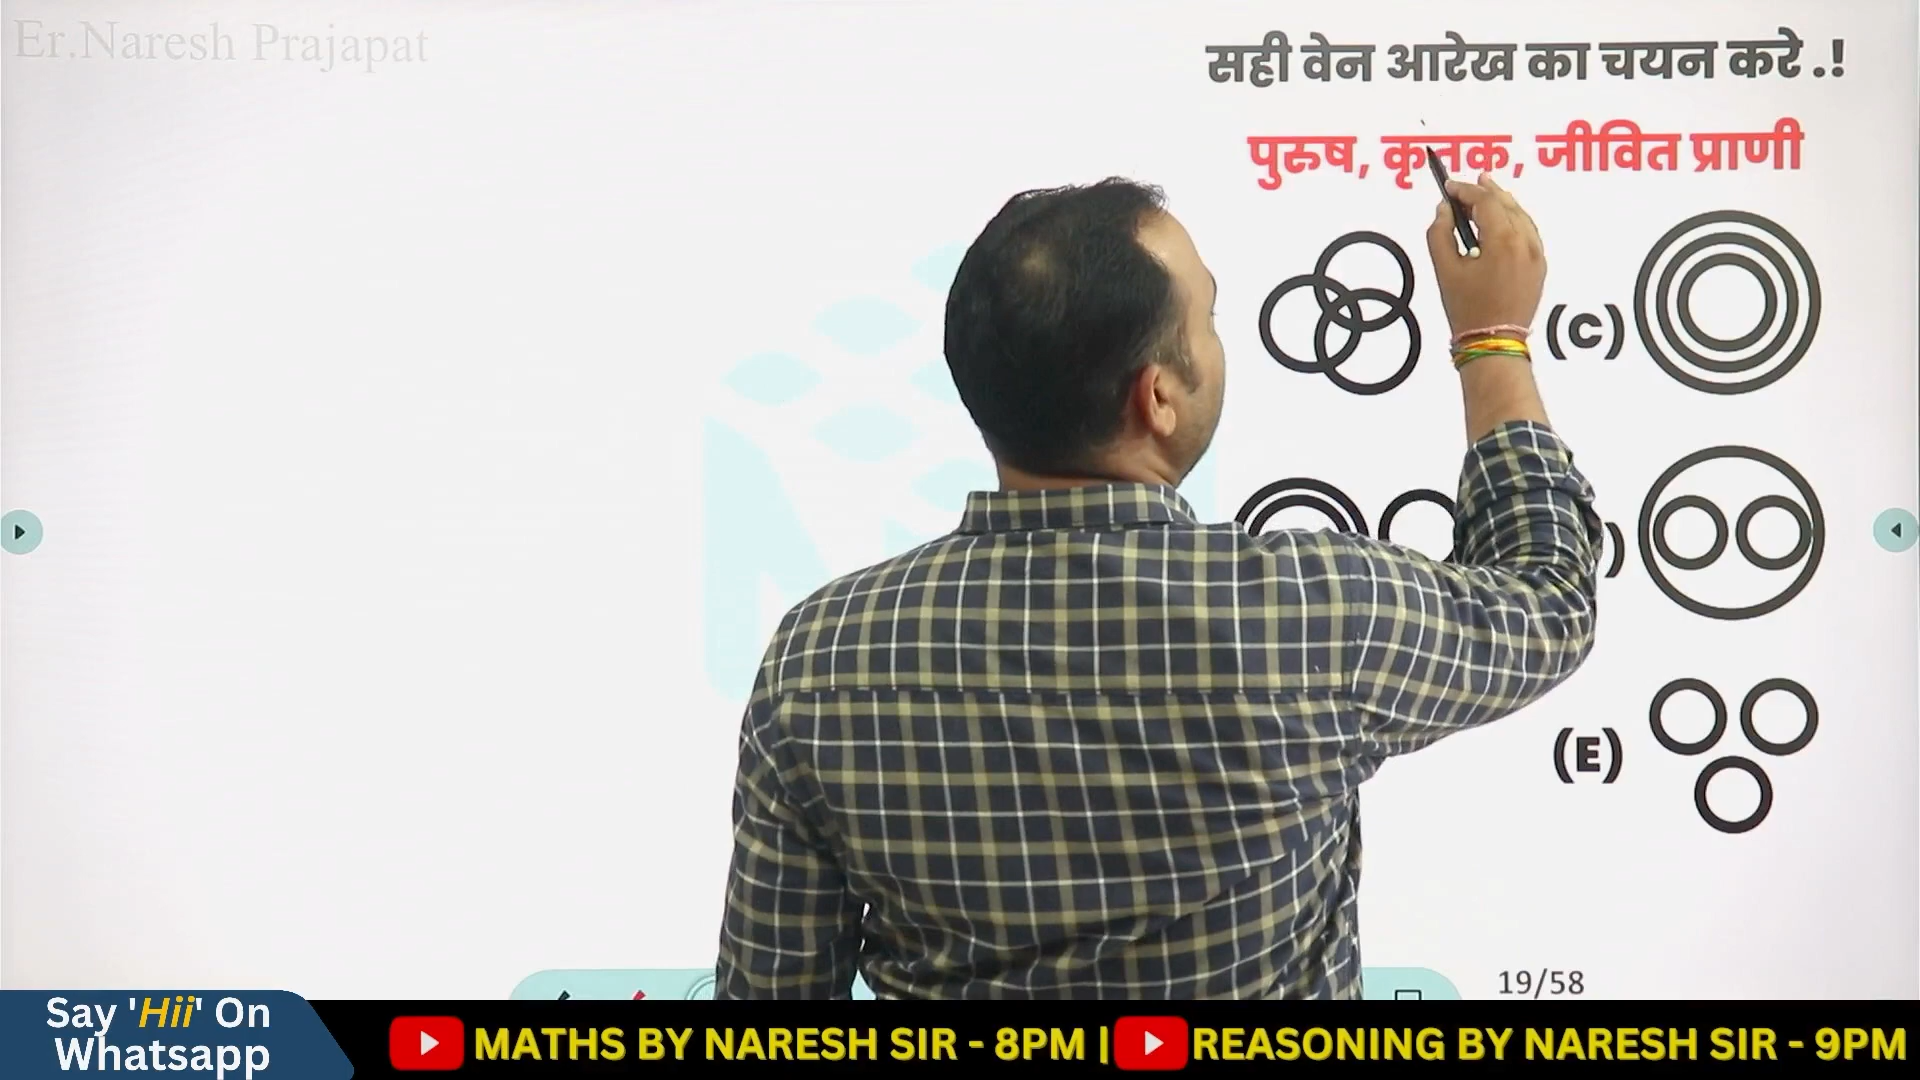 Er.Naresh Prajapat
सही वेन आरेख का चयन करे .!
पुरुष, कृतक, जीवित प्राणी
(C)
)
(E)
19/58
Say 'Hii' On
Whatsapp
MATHS BY NARESH SIR - 8PM |
REASONING BY NARESH SIR - 9PM